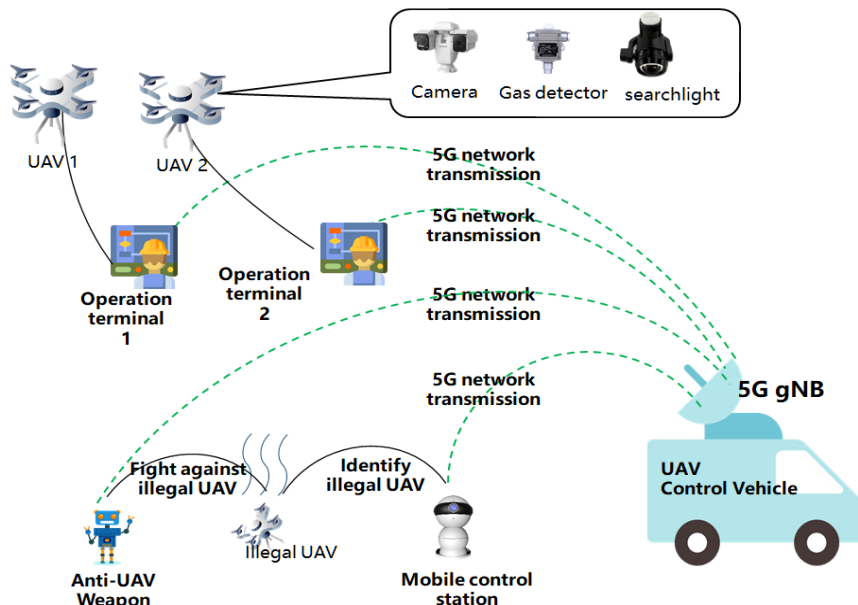 Camera
Gas detector
searchlight
UAV 1
UAV 2
5G network
transmission
5G network
transmission
Operation
terminal
1
Operation
terminal
2
5G network
transmission
5G network
transmission
5G gNB
UAV
Control Vehicle
Fight against
illegal UAV
Identify
illegal UAV
Illegal UAV
Anti-UAV
Weapon
Mobile control
station